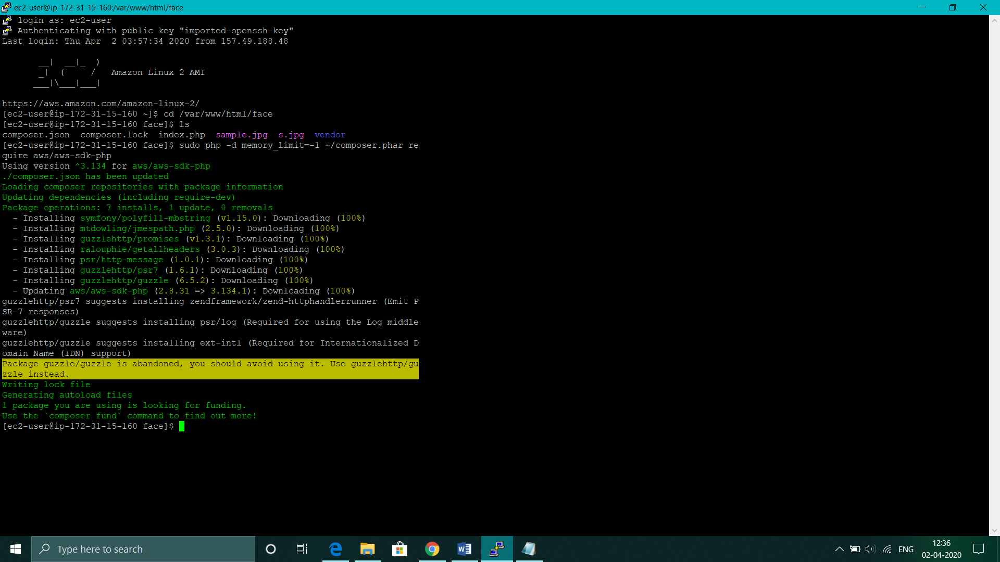 ec2-user@ip-172-31-15-160:/var/www/html/face
login as: ec2-user
Authenticating with public key "imported-openssh-key"
Last login: Thu Apr  2 03:57:34 2020 from 157.49.188.48
       __|  __|_  )
       _|  (     /   Amazon Linux 2 AMI
      ___|\___|___|
https://aws.amazon.com/amazon-linux-2/
[ec2-user@ip-172-31-15-160 ~]$ cd /var/www/html/face
[ec2-user@ip-172-31-15-160 face]$ ls
composer.json  composer.lock  index.php  sample.jpg  s.jpg  vendor
[ec2-user@ip-172-31-15-160 face]$ sudo php -d memory_limit=-1 ~/composer.phar re
quire aws/aws-sdk-php
Using version ^3.134 for aws/aws-sdk-php
./composer.json has been updated
Loading composer repositories with package information
Updating dependencies (including require-dev)
Package operations: 7 installs, 1 update, 0 removals
  - Installing symfony/polyfill-mbstring (v1.15.0): Downloading (100%)
  - Installing mtdowling/jmespath.php (2.5.0): Downloading (100%)
  - Installing guzzlehttp/promises (v1.3.1): Downloading (100%)
  - Installing ralouphie/getallheaders (3.0.3): Downloading (100%)
  - Installing psr/http-message (1.0.1): Downloading (100%)
  - Installing guzzlehttp/psr7 (1.6.1): Downloading (100%)
  - Installing guzzlehttp/guzzle (6.5.2): Downloading (100%)
  - Updating aws/aws-sdk-php (2.8.31 => 3.134.1): Downloading (100%)
guzzlehttp/psr7 suggests installing zendframework/zend-httphandlerrunner (Emit P
SR-7 responses)
guzzlehttp/guzzle suggests installing psr/log (Required for using the Log middle
ware)
guzzlehttp/guzzle suggests installing ext-intl (Required for Internationalized D
omain Name (IDN) support)
Package guzzle/guzzle is abandoned, you should avoid using it. Use guzzlehttp/gu
zzle instead.
Writing lock file
Generating autoload files
1 package you are using is looking for funding.
Use the `composer fund` command to find out more!
[ec2-user@ip-172-31-15-160 face]$
Type here to search
ENG
12:36
02-04-2020